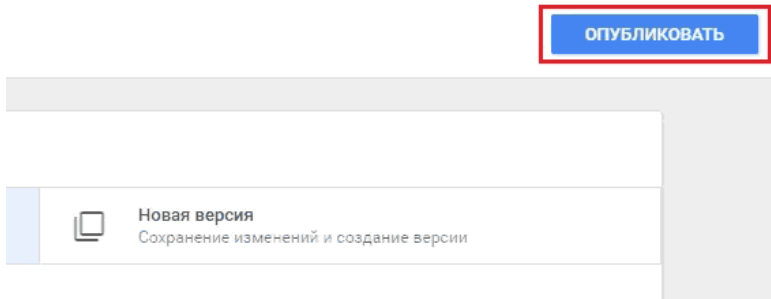 ОПУБЛИКОВАТЬ
Новая версия
Сохранение изменений и создание версии